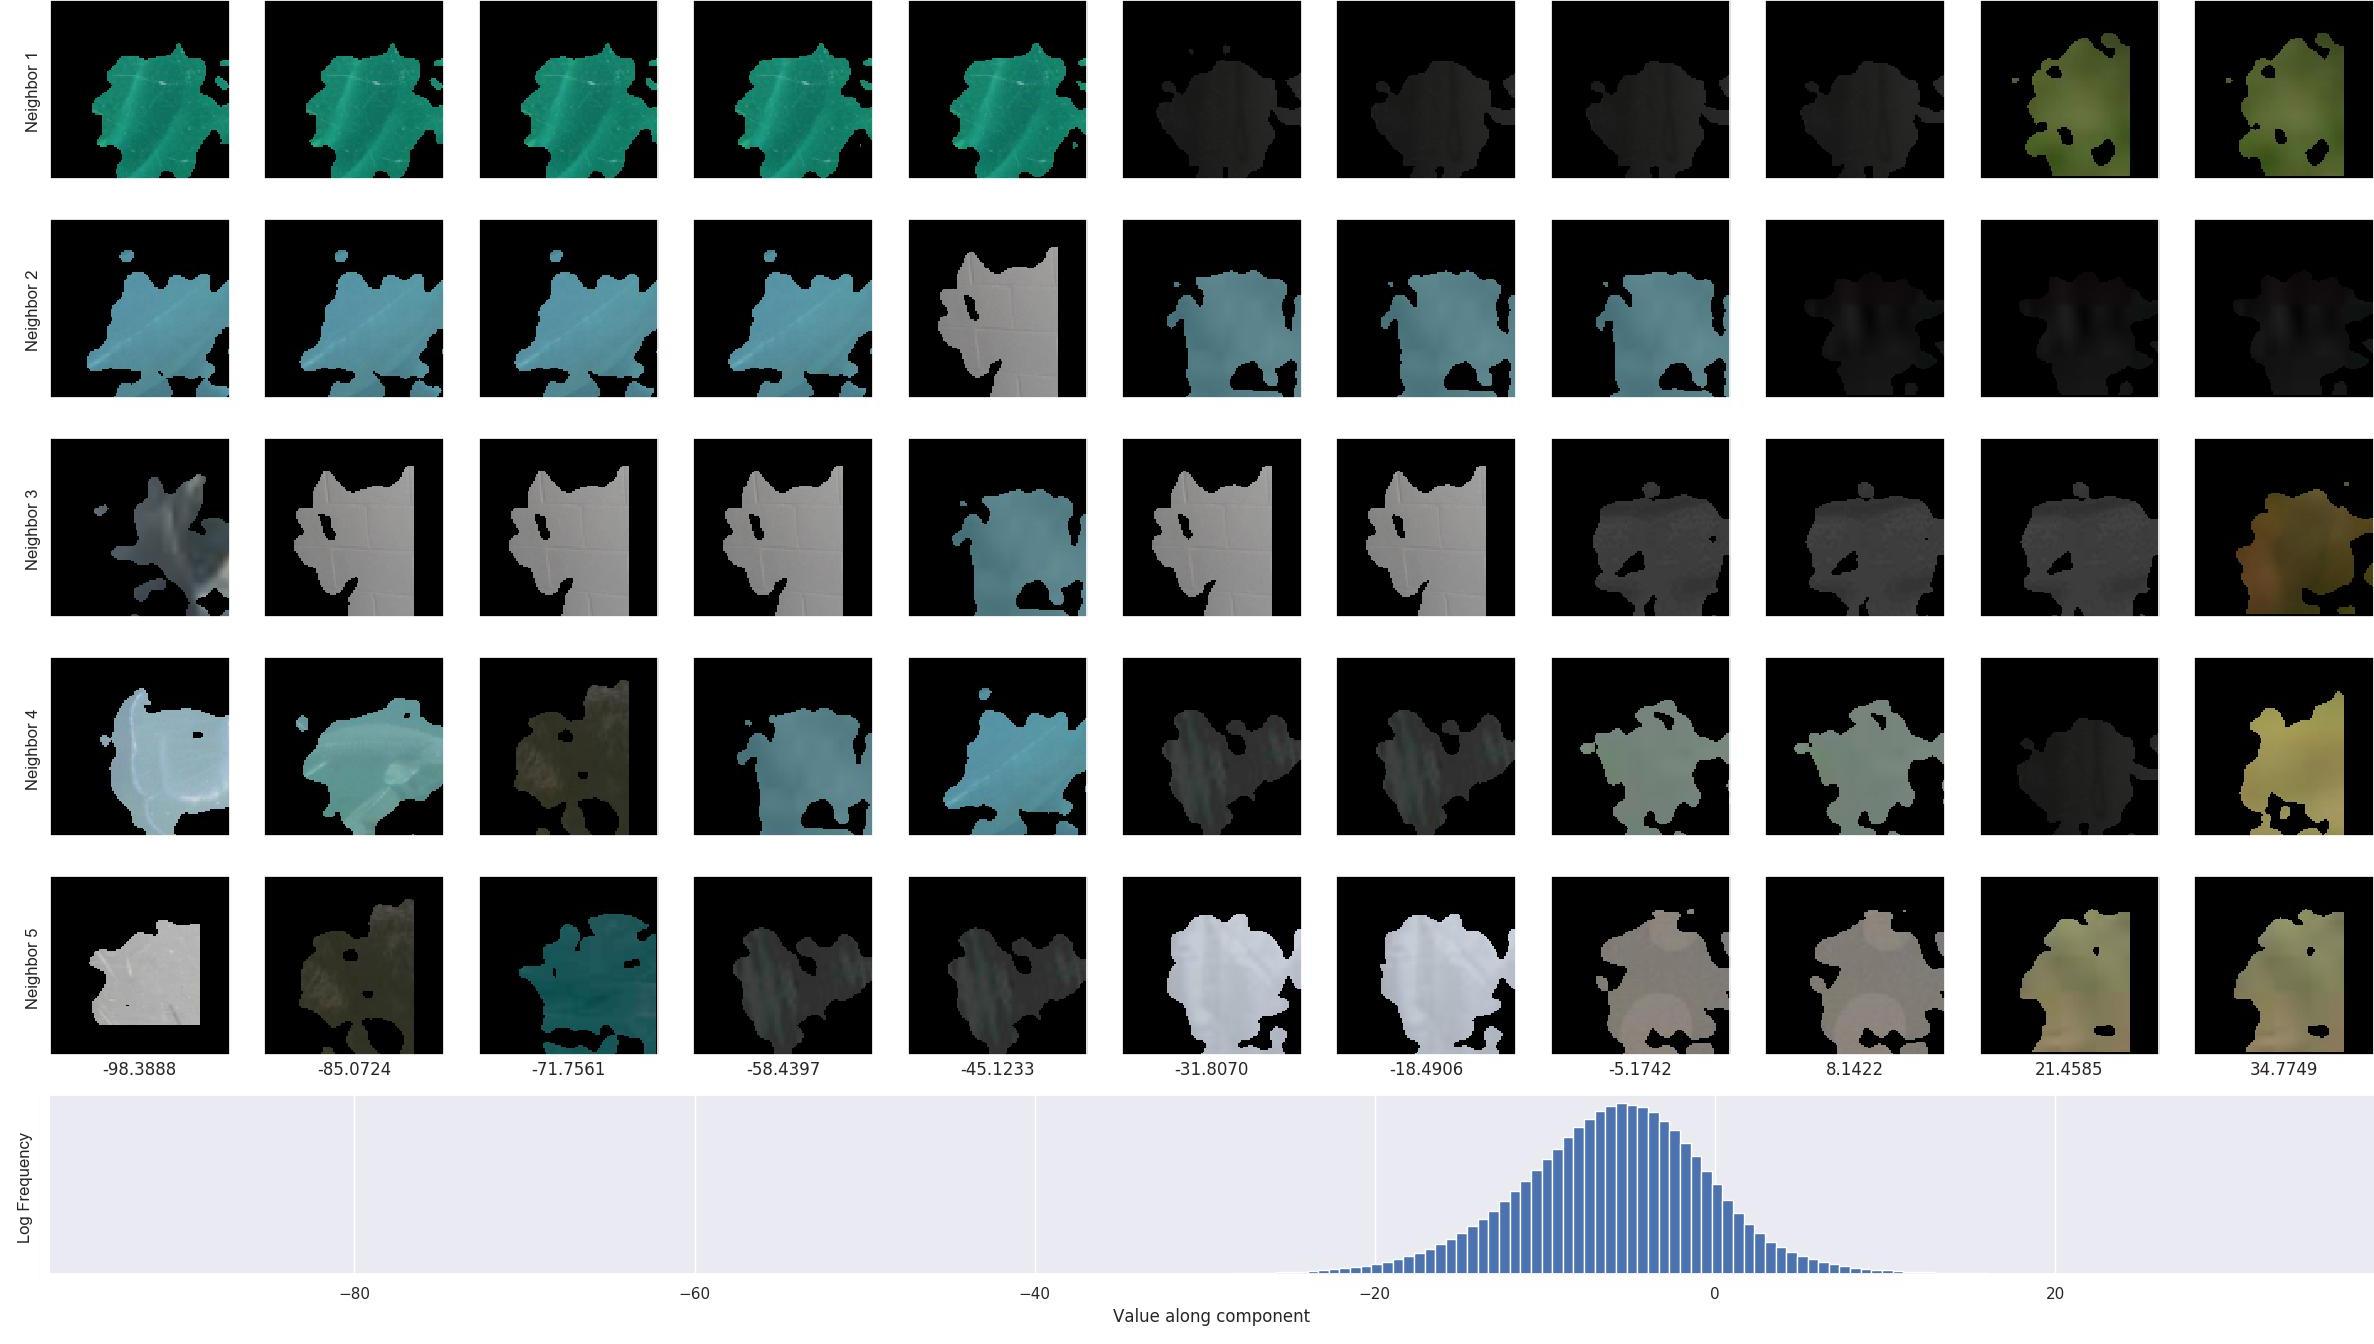 Neighbor 1
Neighbor 2
Neighbor 3
Neighbor 4
Neighbor 5
-98.3888 -85.0724 -71.7561 -58.4397 -45.1233 -31.8070 -18.4906 -5.1742 8.1422 21.4585 34.7749
Log Frequency
−80 −60 −40 −20 0 20
Value along component